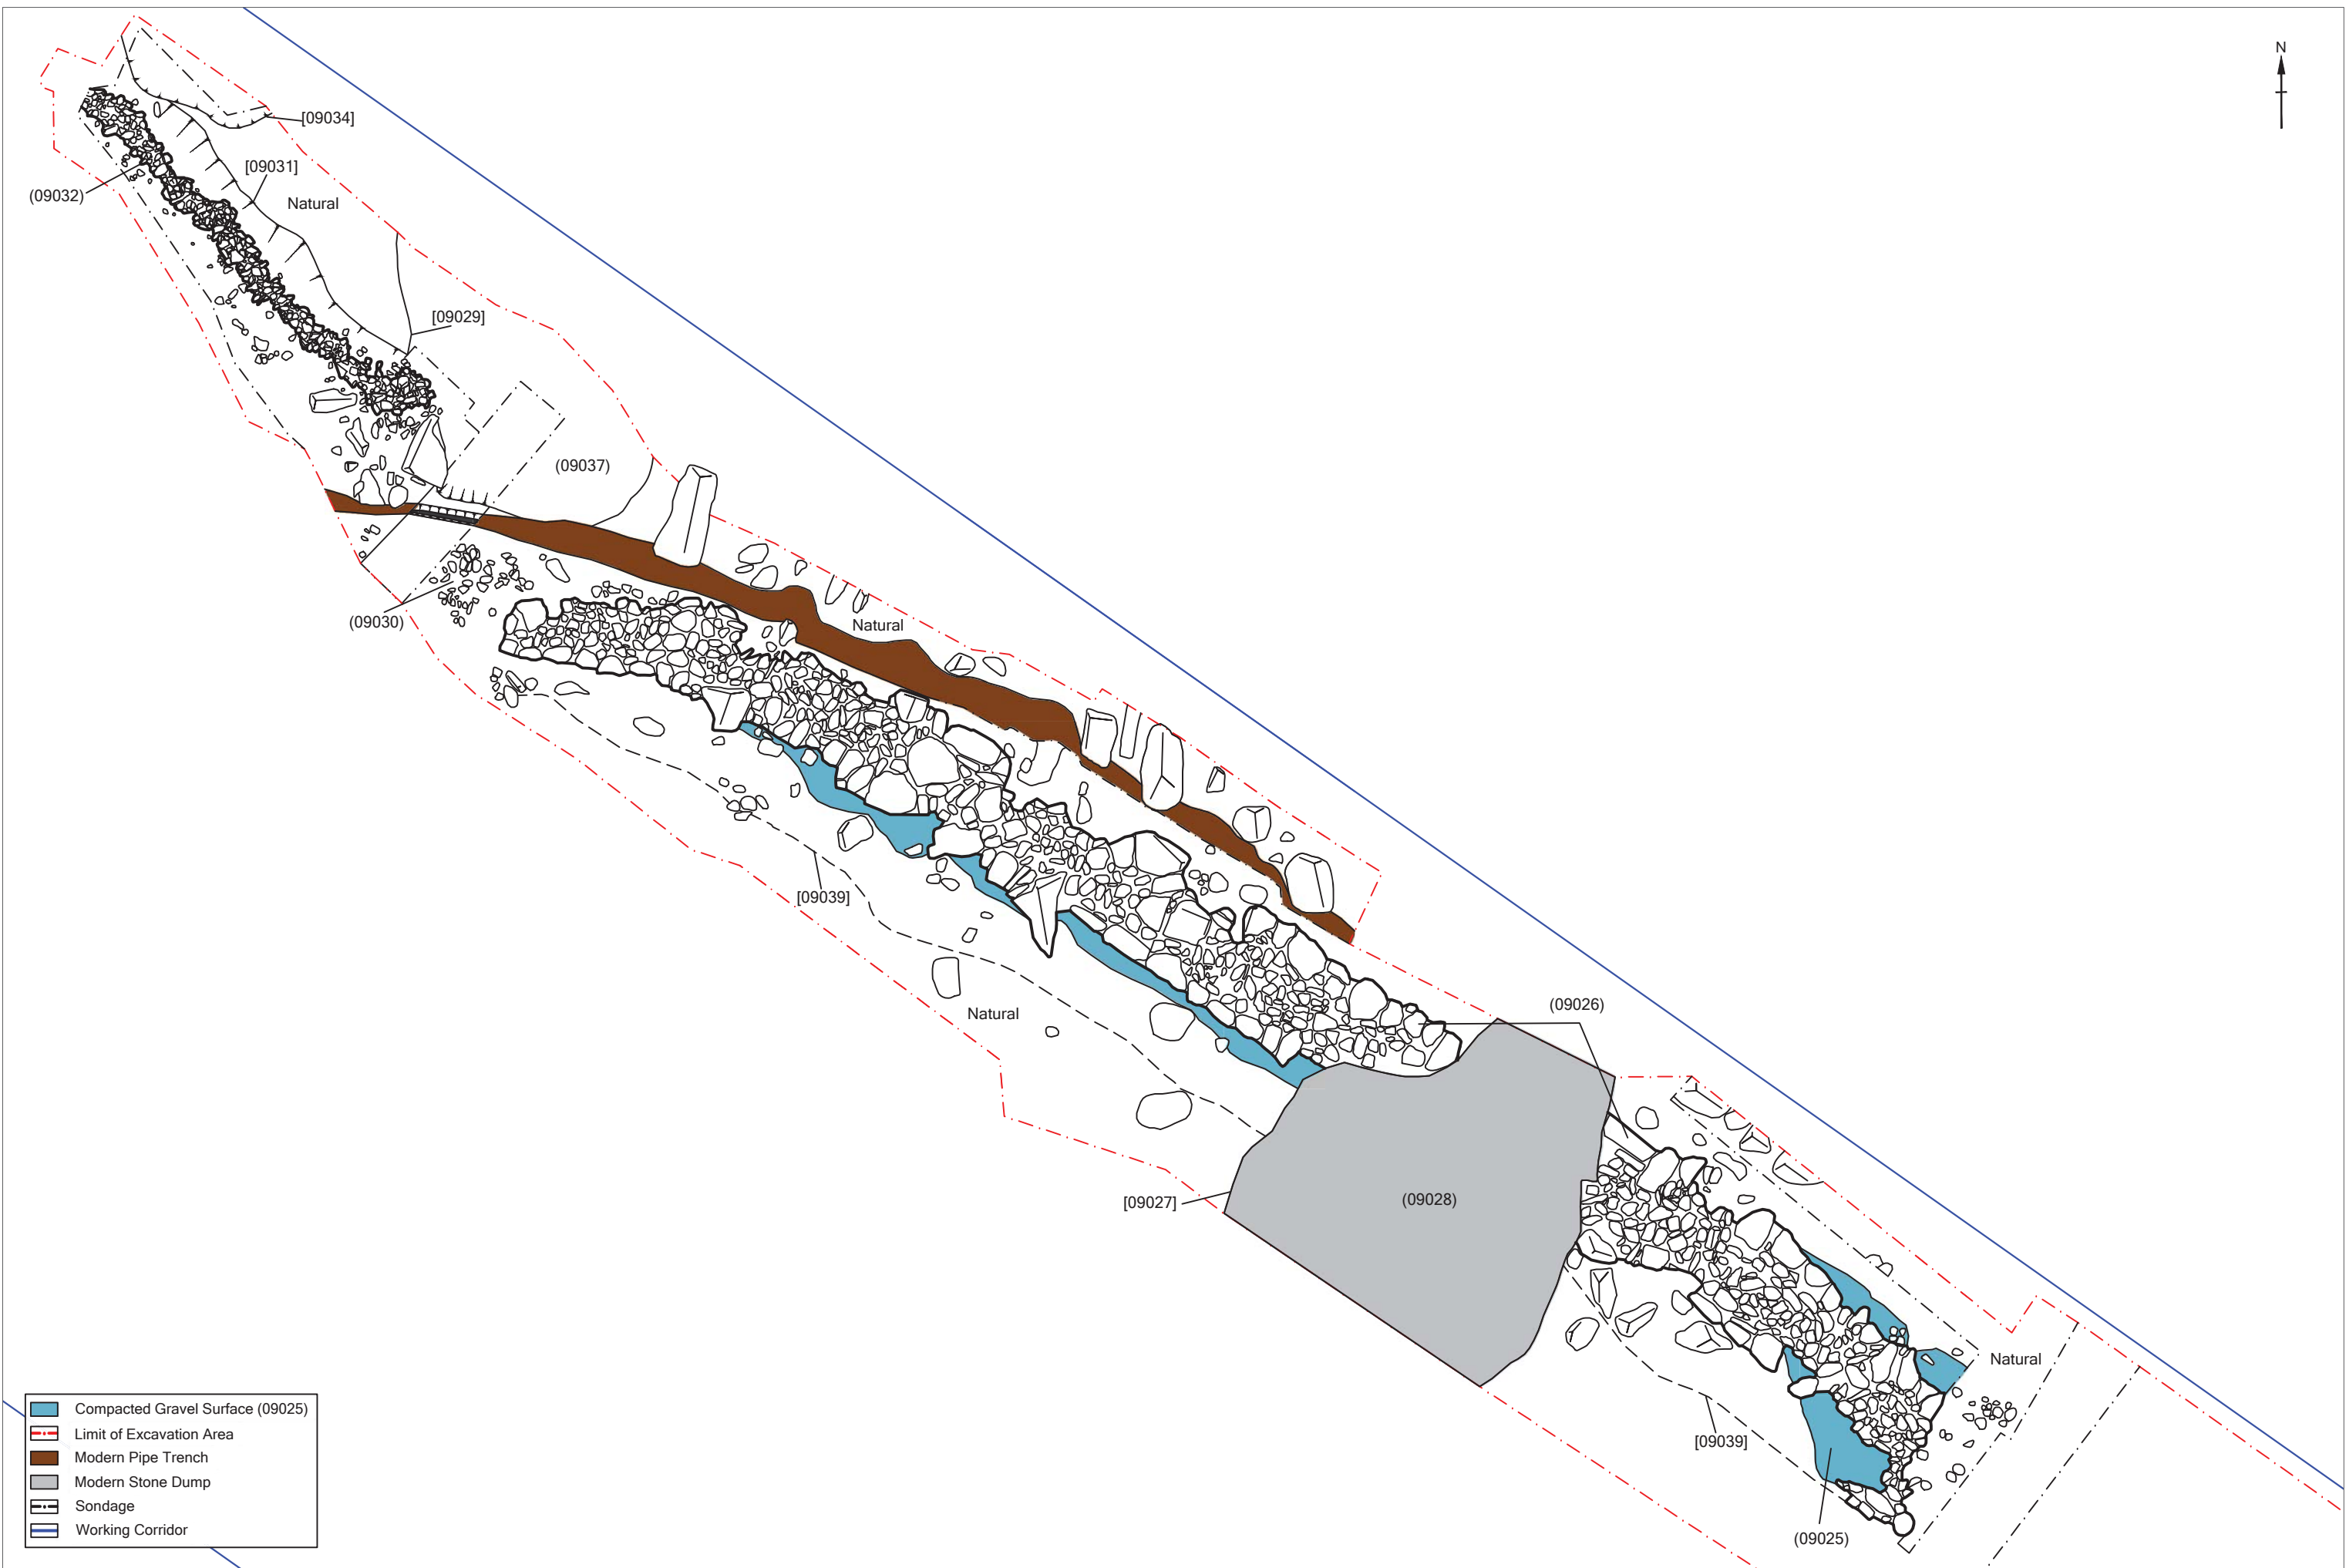 N
[09034]
[09031]
(09032)
Natural
[09029]
(09037)
(09030)
Natural
[09039]
(09026)
Natural
[09027]
(09028)
Natural
[09039]
(09025)
Compacted Gravel Surface (09025)
Limit of Excavation Area
Modern Pipe Trench
Modern Stone Dump
Sondage
Working Corridor